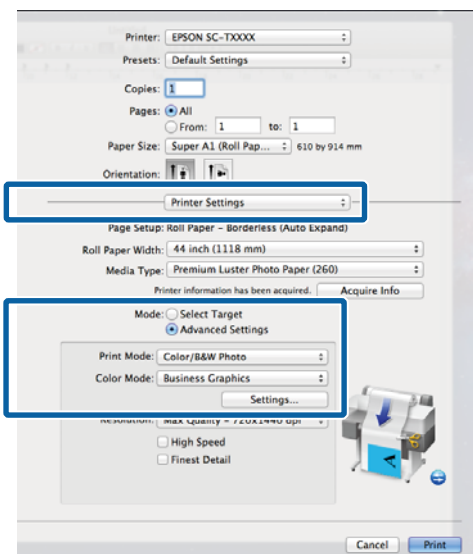 Printer: EPSON SC-TXXXX
Presets: Default Settings
Copies: 1
Pages: All
From: 1 to: 1
Paper Size: Super A1 (Roll Pap... 610 by 914 mm
Orientation:
Printer Settings
Page Setup: Roll Paper - Borderless (Auto Expand)
Roll Paper Width: 44 inch (1118 mm)
Media Type: Premium Luster Photo Paper (260)
Printer information has been acquired. Acquire Info
Mode: Select Target
Advanced Settings
Print Mode: Color/B&W Photo
Color Mode: Business Graphics
Settings...
Resolution: Max Quality - 720x1440 dpi
High Speed
Finest Detail
A
Cancel Print